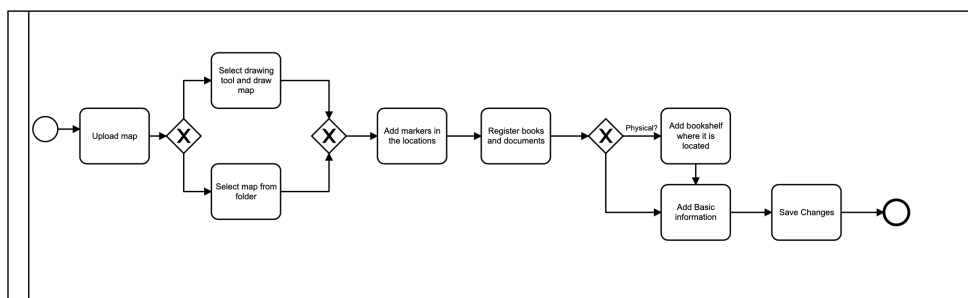 Upload map
Select drawing
tool and draw
map
Select map from
folder
Add markers in
the locations
Register books
and documents
Physical?
Add bookshelf
where it is
located
Add Basic
information
Save Changes